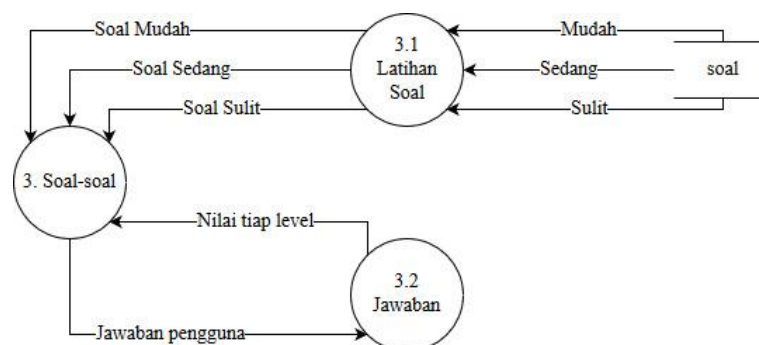 Soal Mudah
3.1
Latihan
Soal
Mudah
Soal Sedang
Sedang
soal
Soal Sulit
Sulit
3. Soal-soal
Nilai tiap level
3.2
Jawaban
Jawaban pengguna